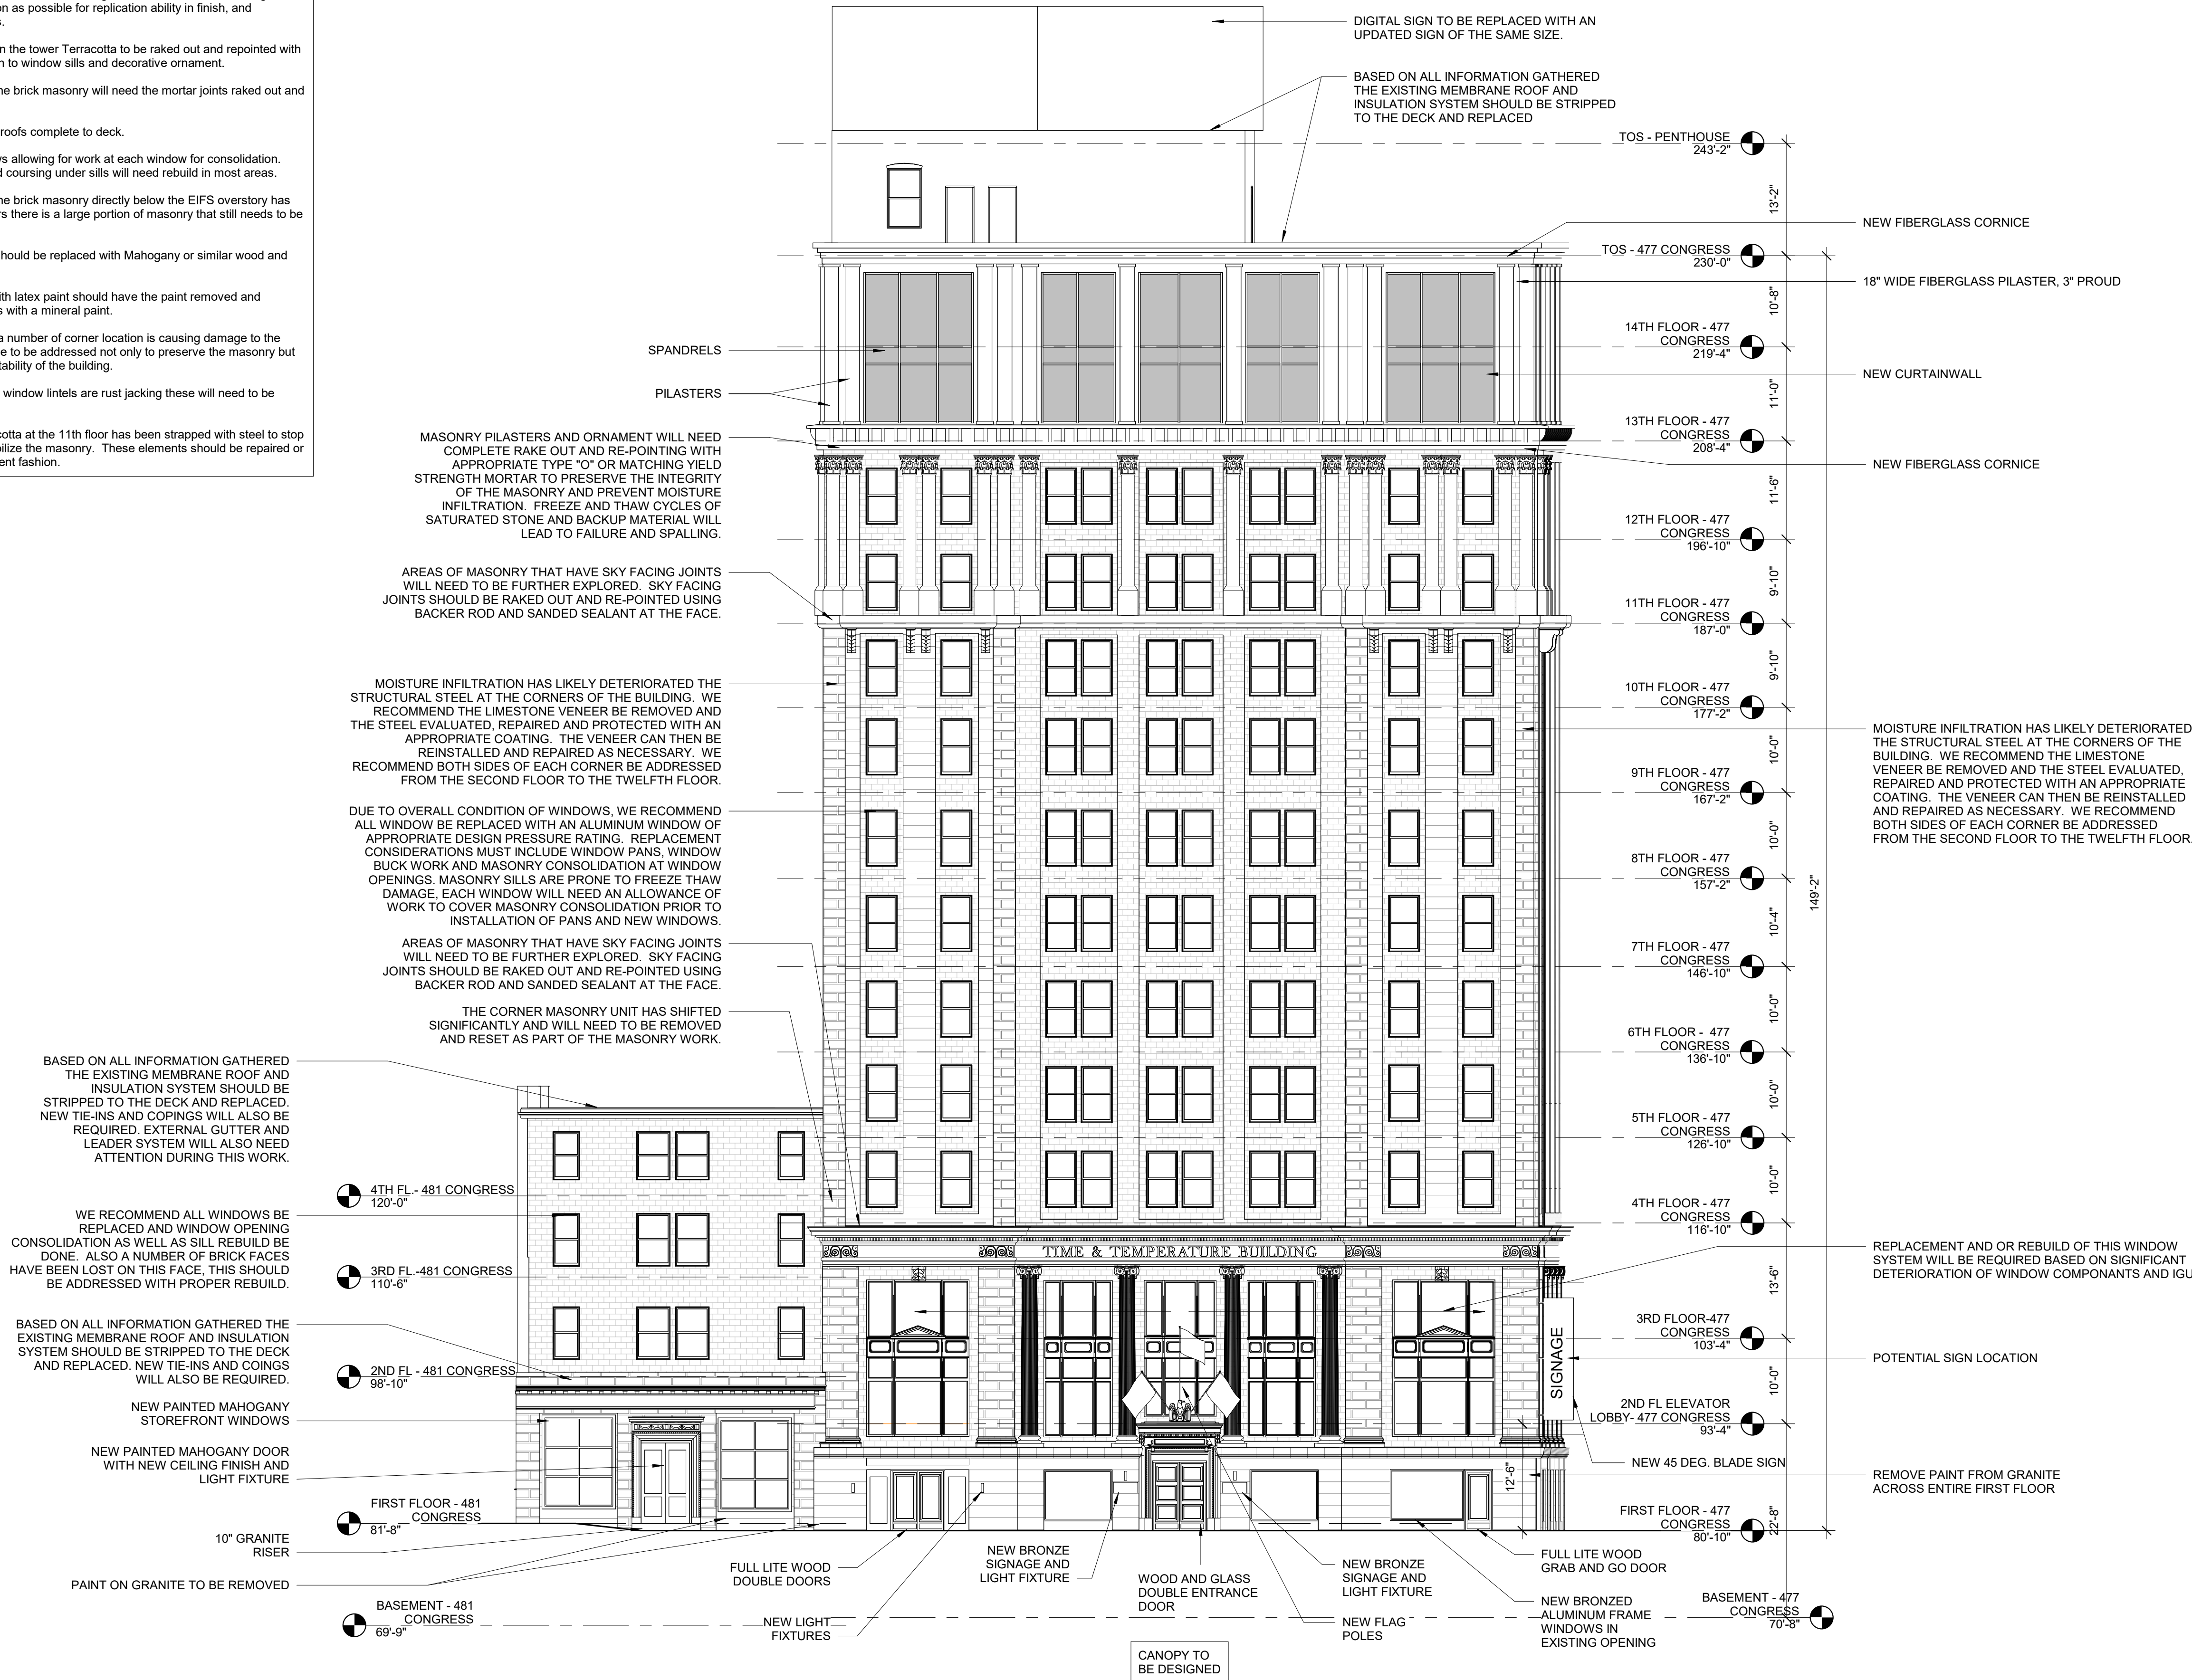 on as possible for replication ability in finish, and
s.
n the tower Terracotta to be raked out and repointed with
n to window sills and decorative ornament.
ne brick masonry will need the mortar joints raked out and
roofs complete to deck.
ws allowing for work at each window for consolidation.
d coursing under sills will need rebuild in most areas.
ne brick masonry directly below the EIFS overstory has
rs there is a large portion of masonry that still needs to be
should be replaced with Mahogany or similar wood and
ith latex paint should have the paint removed and
s with a mineral paint.
a number of corner location is causing damage to the
e to be addressed not only to preserve the masonry but
tability of the building.
window lintels are rust jacking these will need to be
cotta at the 11th floor has been strapped with steel to stop
bilize the masonry. These elements should be repaired or
ent fashion.
DIGITAL SIGN TO BE REPLACED WITH AN
UPDATED SIGN OF THE SAME SIZE.
BASED ON ALL INFORMATION GATHERED
THE EXISTING MEMBRANE ROOF AND
INSULATION SYSTEM SHOULD BE STRIPPED
TO THE DECK AND REPLACED
TOS - PENTHOUSE
243'-2"
13'-2"
NEW FIBERGLASS CORNICE
TOS - 477 CONGRESS
230'-0"
18" WIDE FIBERGLASS PILASTER, 3" PROUD
10'-8"
14TH FLOOR - 477
CONGRESS
219'-4"
SPANDRELS
NEW CURTAINWALL
PILASTERS
11'-0"
13TH FLOOR - 477
CONGRESS
208'-4"
NEW FIBERGLASS CORNICE
MASONRY PILASTERS AND ORNAMENT WILL NEED
COMPLETE RAKE OUT AND RE-POINTING WITH
APPROPRIATE TYPE "O" OR MATCHING YIELD
STRENGTH MORTAR TO PRESERVE THE INTEGRITY
OF THE MASONRY AND PREVENT MOISTURE
INFILTRATION. FREEZE AND THAW CYCLES OF
SATURATED STONE AND BACKUP MATERIAL WILL
LEAD TO FAILURE AND SPALLING.
11'-6"
12TH FLOOR - 477
CONGRESS
196'-10"
AREAS OF MASONRY THAT HAVE SKY FACING JOINTS
WILL NEED TO BE FURTHER EXPLORED. SKY FACING
JOINTS SHOULD BE RAKED OUT AND RE-POINTED USING
BACKER ROD AND SANDED SEALANT AT THE FACE.
9'-10"
11TH FLOOR - 477
CONGRESS
187'-0"
9'-10"
10TH FLOOR - 477
CONGRESS
177'-2"
MOISTURE INFILTRATION HAS LIKELY DETERIORATED THE
STRUCTURAL STEEL AT THE CORNERS OF THE BUILDING. WE
RECOMMEND THE LIMESTONE VENEER BE REMOVED AND
THE STEEL EVALUATED, REPAIRED AND PROTECTED WITH AN
APPROPRIATE COATING. THE VENEER CAN THEN BE
REINSTALLED AND REPAIRED AS NECESSARY. WE
RECOMMEND BOTH SIDES OF EACH CORNER BE ADDRESSED
FROM THE SECOND FLOOR TO THE TWELFTH FLOOR.
MOISTURE INFILTRATION HAS LIKELY DETERIORATED
THE STRUCTURAL STEEL AT THE CORNERS OF THE
BUILDING. WE RECOMMEND THE LIMESTONE
VENEER BE REMOVED AND THE STEEL EVALUATED,
REPAIRED AND PROTECTED WITH AN APPROPRIATE
COATING. THE VENEER CAN THEN BE REINSTALLED
AND REPAIRED AS NECESSARY. WE RECOMMEND
BOTH SIDES OF EACH CORNER BE ADDRESSED
FROM THE SECOND FLOOR TO THE TWELFTH FLOOR.
10'-0"
9TH FLOOR - 477
CONGRESS
167'-2"
10'-0"
8TH FLOOR - 477
CONGRESS
157'-2"
149'-2"
DUE TO OVERALL CONDITION OF WINDOWS, WE RECOMMEND
ALL WINDOW BE REPLACED WITH AN ALUMINUM WINDOW OF
APPROPRIATE DESIGN PRESSURE RATING. REPLACEMENT
CONSIDERATIONS MUST INCLUDE WINDOW PANS, WINDOW
BUCK WORK AND MASONRY CONSOLIDATION AT WINDOW
OPENINGS. MASONRY SILLS ARE PRONE TO FREEZE THAW
DAMAGE, EACH WINDOW WILL NEED AN ALLOWANCE OF
WORK TO COVER MASONRY CONSOLIDATION PRIOR TO
INSTALLATION OF PANS AND NEW WINDOWS.
10'-4"
7TH FLOOR - 477
CONGRESS
146'-10"
AREAS OF MASONRY THAT HAVE SKY FACING JOINTS
WILL NEED TO BE FURTHER EXPLORED. SKY FACING
JOINTS SHOULD BE RAKED OUT AND RE-POINTED USING
BACKER ROD AND SANDED SEALANT AT THE FACE.
THE CORNER MASONRY UNIT HAS SHIFTED
SIGNIFICANTLY AND WILL NEED TO BE REMOVED
AND RESET AS PART OF THE MASONRY WORK.
10'-0"
6TH FLOOR - 477
CONGRESS
136'-10"
BASED ON ALL INFORMATION GATHERED
THE EXISTING MEMBRANE ROOF AND
INSULATION SYSTEM SHOULD BE
STRIPPED TO THE DECK AND REPLACED.
NEW TIE-INS AND COPINGS WILL ALSO BE
REQUIRED. EXTERNAL GUTTER AND
LEADER SYSTEM WILL ALSO NEED
ATTENTION DURING THIS WORK.
10'-0"
5TH FLOOR - 477
CONGRESS
126'-10"
10'-0"
4TH FL.- 481 CONGRESS
120'-0"
4TH FLOOR - 477
CONGRESS
116'-10"
WE RECOMMEND ALL WINDOWS BE
REPLACED AND WINDOW OPENING
CONSOLIDATION AS WELL AS SILL REBUILD BE
DONE. ALSO A NUMBER OF BRICK FACES
HAVE BEEN LOST ON THIS FACE, THIS SHOULD
BE ADDRESSED WITH PROPER REBUILD.
TIME & TEMPERATURE BUILDING
REPLACEMENT AND OR REBUILD OF THIS WINDOW
SYSTEM WILL BE REQUIRED BASED ON SIGNIFICANT
DETERIORATION OF WINDOW COMPONANTS AND IGU
3RD FL.-481 CONGRESS
110'-6"
13'-6"
BASED ON ALL INFORMATION GATHERED THE
EXISTING MEMBRANE ROOF AND INSULATION
SYSTEM SHOULD BE STRIPPED TO THE DECK
AND REPLACED. NEW TIE-INS AND COINGS
WILL ALSO BE REQUIRED.
3RD FLOOR-477
CONGRESS
103'-4"
SIGNAGE
POTENTIAL SIGN LOCATION
2ND FL - 481 CONGRESS
98'-10"
10'-0"
NEW PAINTED MAHOGANY
STOREFRONT WINDOWS
2ND FL ELEVATOR
LOBBY- 477 CONGRESS
93'-4"
NEW PAINTED MAHOGANY DOOR
WITH NEW CEILING FINISH AND
LIGHT FIXTURE
NEW 45 DEG. BLADE SIGN
12'-6"
REMOVE PAINT FROM GRANITE
ACROSS ENTIRE FIRST FLOOR
FIRST FLOOR - 481
CONGRESS
81'-8"
FIRST FLOOR - 477
CONGRESS
80'-10"
22'-8"
10" GRANITE
RISER
PAINT ON GRANITE TO BE REMOVED
FULL LITE WOOD
DOUBLE DOORS
NEW BRONZE
SIGNAGE AND
LIGHT FIXTURE
WOOD AND GLASS
DOUBLE ENTRANCE
DOOR
NEW BRONZE
SIGNAGE AND
LIGHT FIXTURE
FULL LITE WOOD
GRAB AND GO DOOR
BASEMENT - 481
CONGRESS
69'-9"
NEW LIGHT
FIXTURES
NEW FLAG
POLES
NEW BRONZED
ALUMINUM FRAME
WINDOWS IN
EXISTING OPENING
BASEMENT - 477
CONGRESS
70'-8"
CANOPY TO
BE DESIGNED